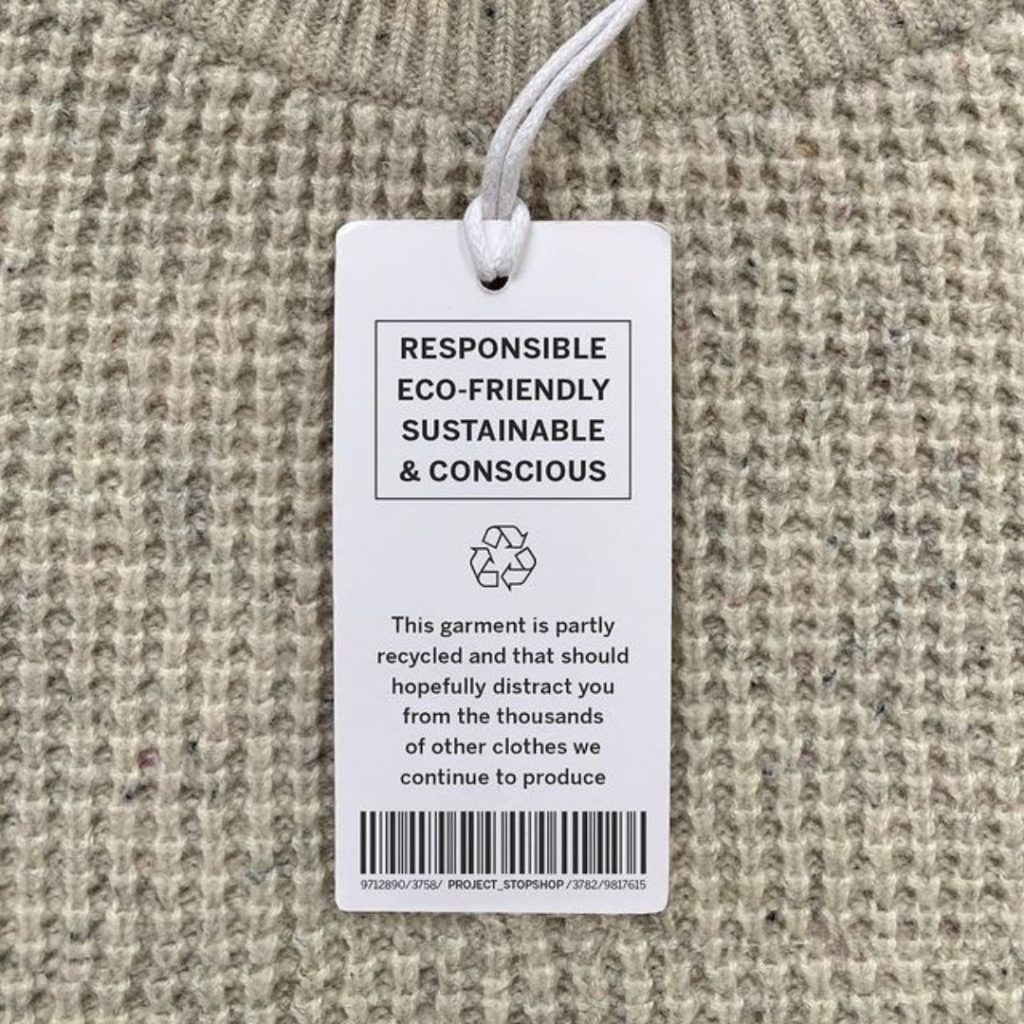 RESPONSIBLE
ECO-FRIENDLY
SUSTAINABLE
& CONSCIOUS
This garment is partly
recycled and that should
hopefully distract you
from the thousands
of other clothes we
continue to produce
9712890/3758/ PROJECT_STOPSHOP /3782/9817615